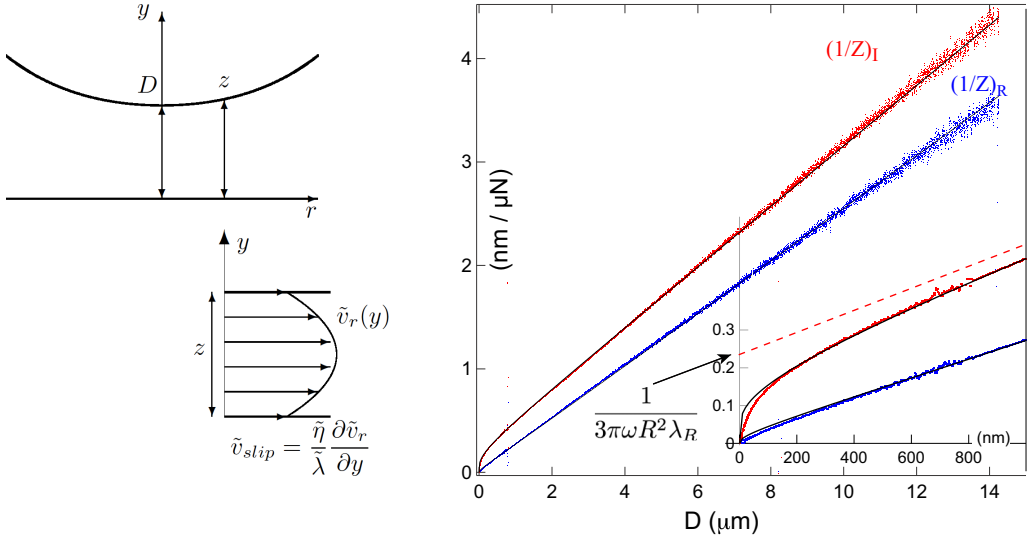 y
D
z
r
y
ṽ_r(y)
z
ṽ_slip = η̃/λ̃ ∂ṽ_r/∂y
(nm / μN)
4
3
2
1
0
(1/Z)_I
(1/Z)_R
0.3
0.2
0.1
0
1/(3πωR²λ_R)
0 200 400 600 800 (nm)
0 2 4 6 8 10 12 14
D (μm)